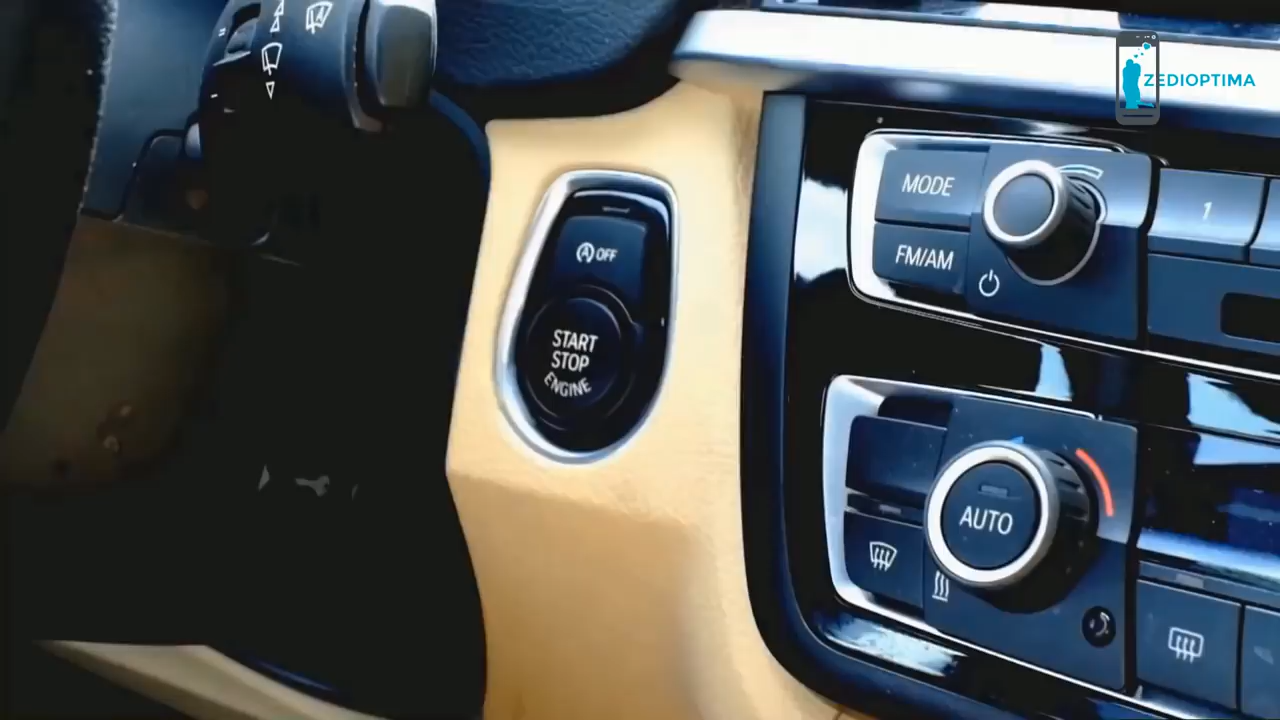 ZEDIOPTIMA
MODE
1
FM/AM
A OFF
START
STOP
ENGINE
AUTO